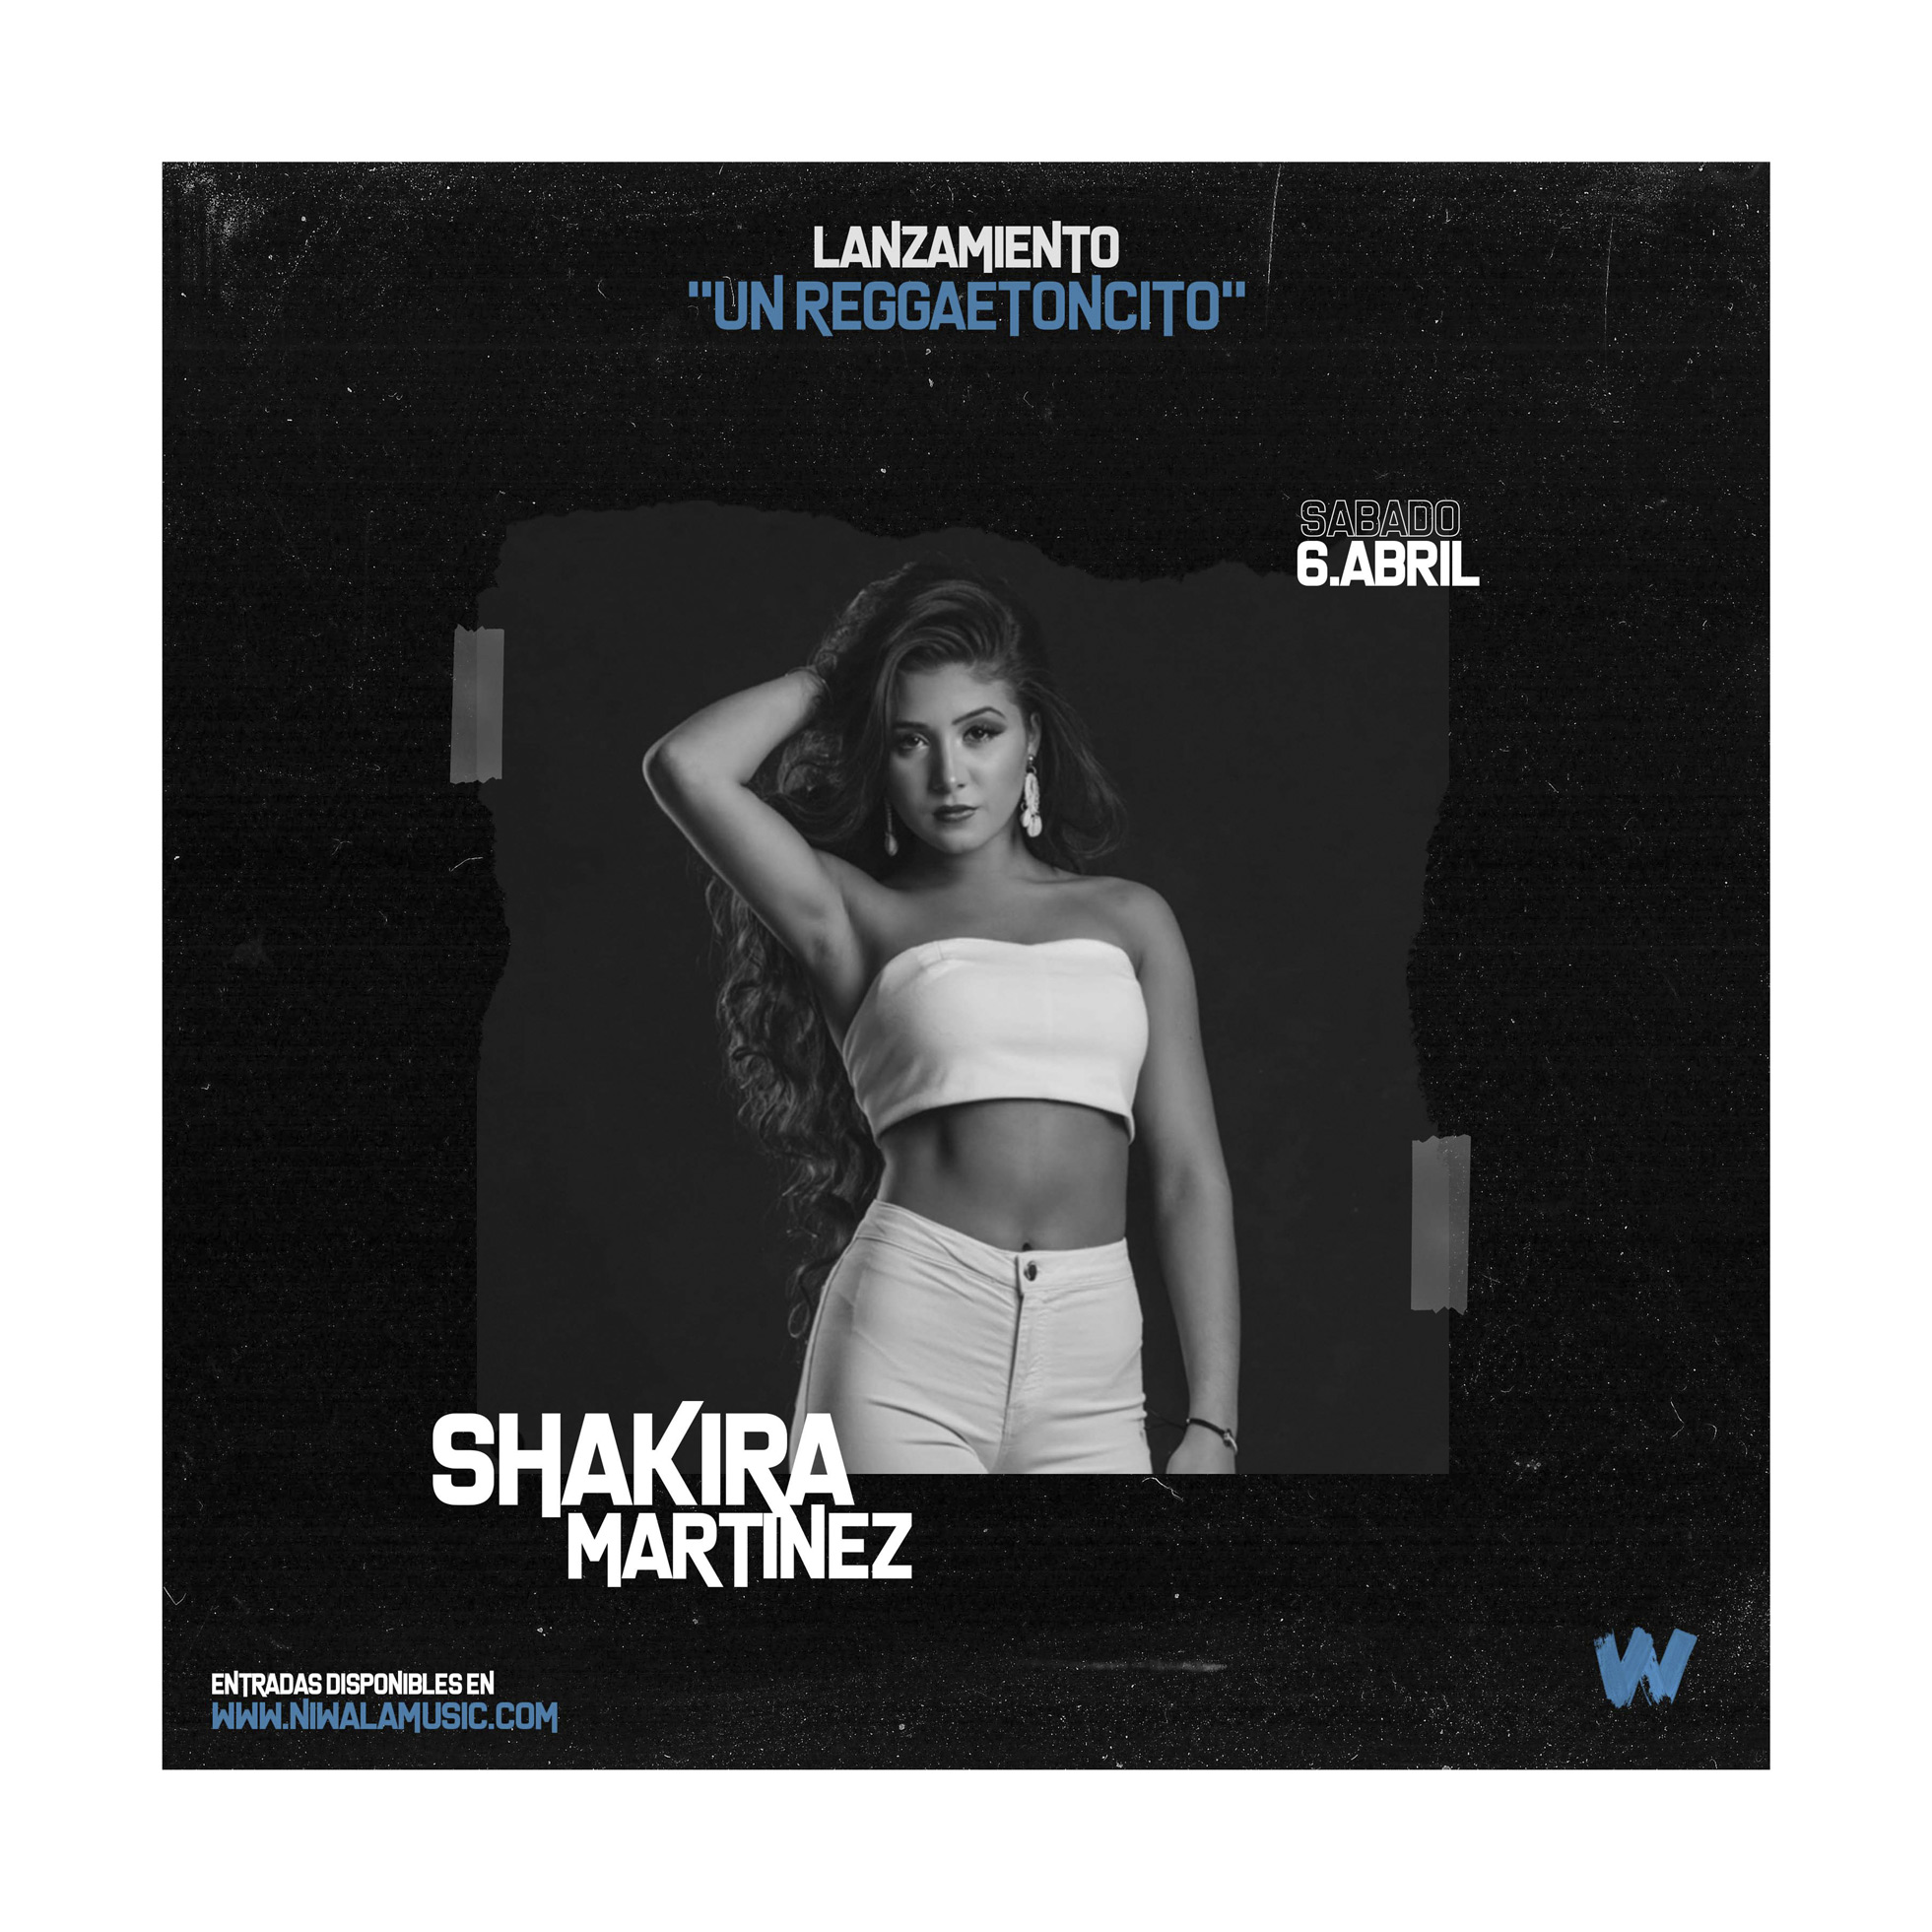 LANZAMIENTO
"UN REGGAETONCITO"
SABADO
6.ABRIL
SHAKIRA
MARTINEZ
ENTRADAS DISPONIBLES EN
WWW.NIWALAMUSIC.COM
W